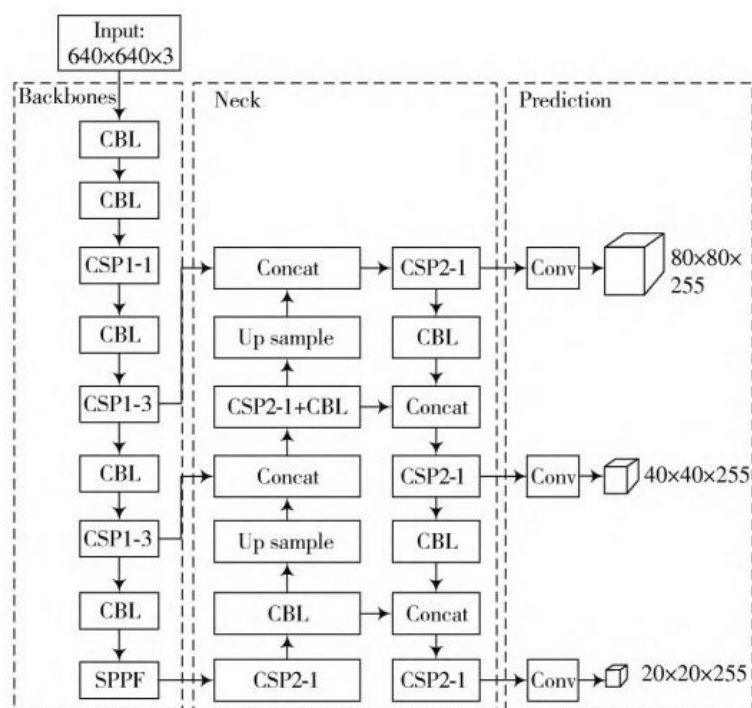 Input:
640×640×3
Backbones
CBL
CBL
CSP1-1
CBL
CSP1-3
CBL
CSP1-3
CBL
SPPF
Neck
Concat
Up sample
CSP2-1+CBL
Concat
Up sample
CBL
CSP2-1
CSP2-1
CBL
Concat
CSP2-1
CBL
Concat
CSP2-1
Prediction
Conv
80×80×
255
Conv
40×40×255
Conv
20×20×255